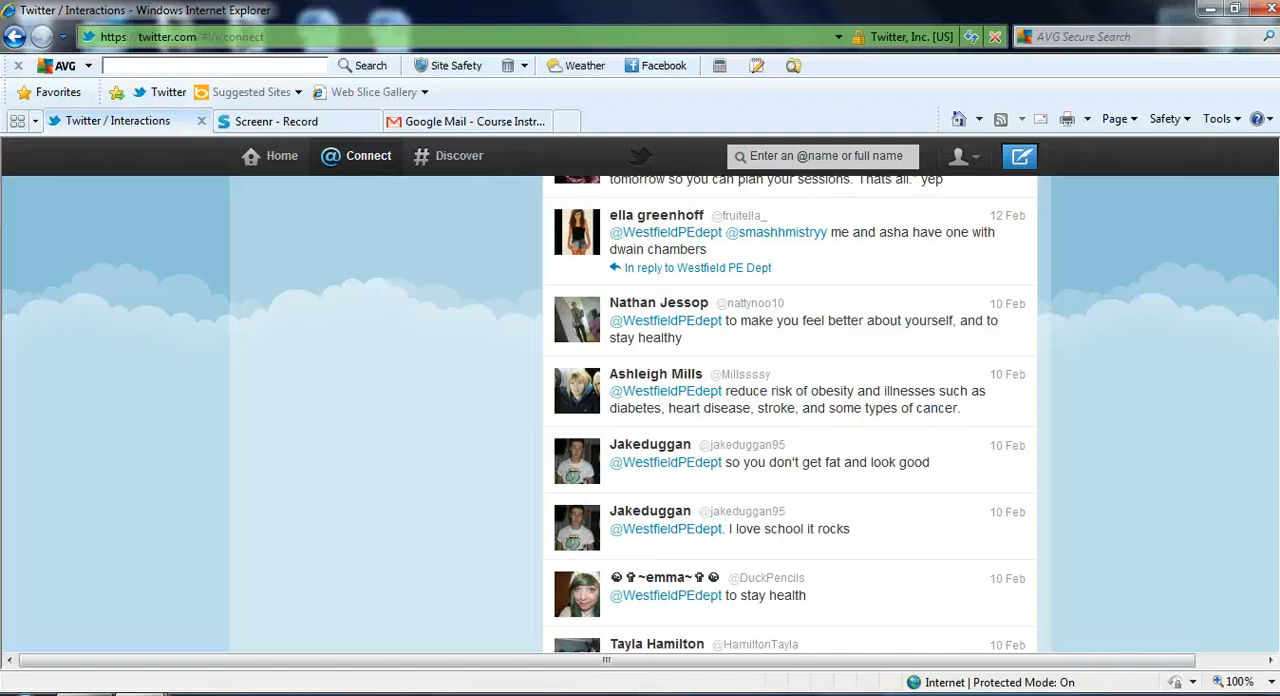 Twitter / Interactions - Windows Internet Explorer
https://twitter.com/#!/i/connect
Twitter, Inc. [US]
AVG Secure Search
AVG
Search
Site Safety
Weather
Facebook
Favorites
Twitter
Suggested Sites
Web Slice Gallery
Twitter / Interactions
Screenr - Record
Google Mail - Course Instr...
Page
Safety
Tools
Home
@ Connect
# Discover
Enter an @name or full name
tomorrow so you can plan your sessions. Thats all." yep
ella greenhoff @fruitella_ 12 Feb
@WestfieldPEdept @smashhmistryy me and asha have one with
dwain chambers
In reply to Westfield PE Dept
Nathan Jessop @nattynoo10 10 Feb
@WestfieldPEdept to make you feel better about yourself, and to
stay healthy
Ashleigh Mills @Millssssy 10 Feb
@WestfieldPEdept reduce risk of obesity and illnesses such as
diabetes, heart disease, stroke, and some types of cancer.
Jakeduggan @jakeduggan95 10 Feb
@WestfieldPEdept so you don't get fat and look good
Jakeduggan @jakeduggan95 10 Feb
@WestfieldPEdept. I love school it rocks
~emma~ @DuckPencils 10 Feb
@WestfieldPEdept to stay health
Tayla Hamilton @HamiltonTayla 10 Feb
Internet | Protected Mode: On
100%